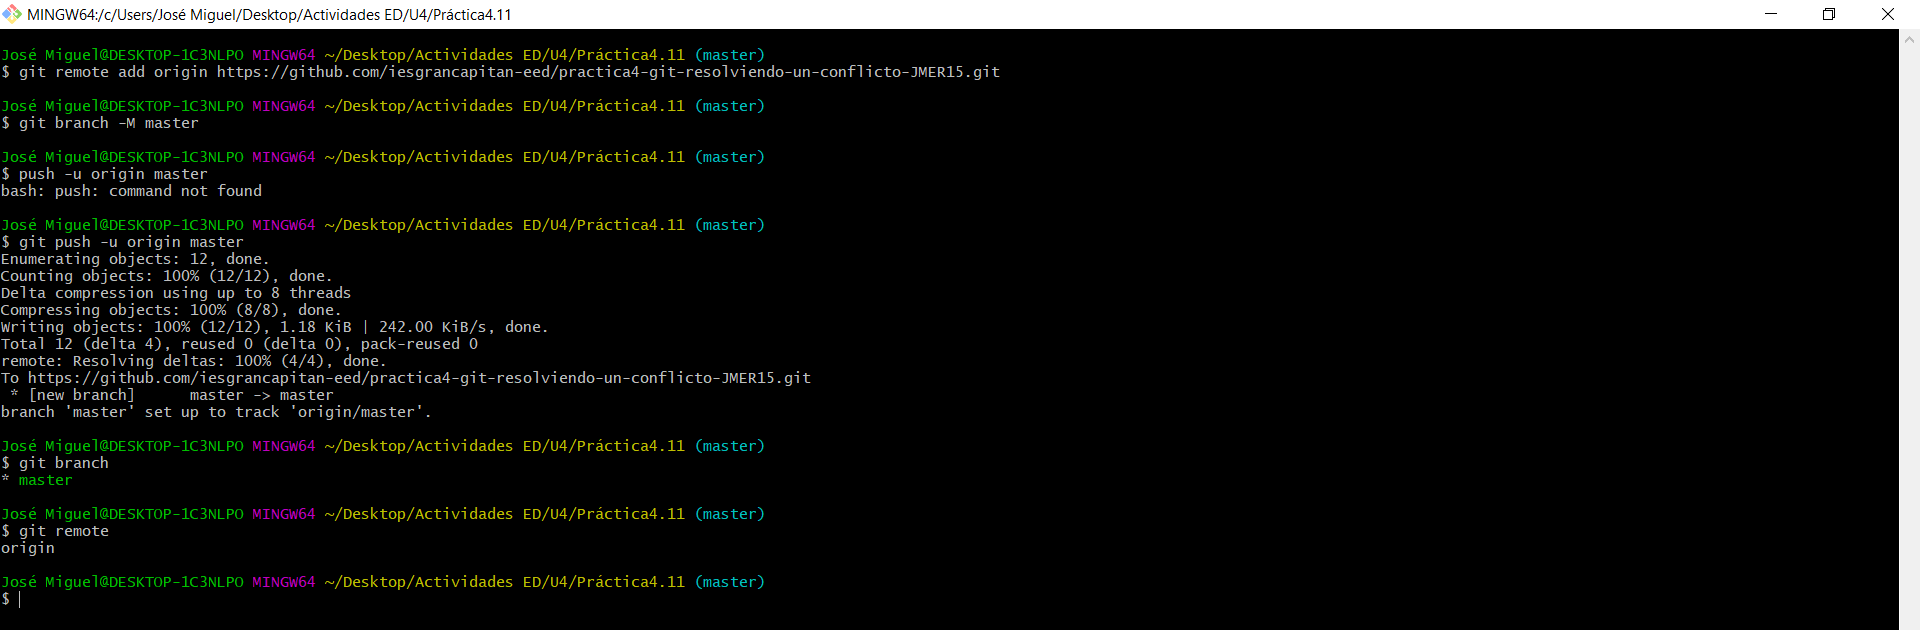 MINGW64:/c/Users/José Miguel/Desktop/Actividades ED/U4/Práctica4.11
José Miguel@DESKTOP-1C3NLPO MINGW64 ~/Desktop/Actividades ED/U4/Práctica4.11 (master)
$ git remote add origin https://github.com/iesgrancapitan-eed/practica4-git-resolviendo-un-conflicto-JMER15.git
José Miguel@DESKTOP-1C3NLPO MINGW64 ~/Desktop/Actividades ED/U4/Práctica4.11 (master)
$ git branch -M master
José Miguel@DESKTOP-1C3NLPO MINGW64 ~/Desktop/Actividades ED/U4/Práctica4.11 (master)
$ push -u origin master
bash: push: command not found
José Miguel@DESKTOP-1C3NLPO MINGW64 ~/Desktop/Actividades ED/U4/Práctica4.11 (master)
$ git push -u origin master
Enumerating objects: 12, done.
Counting objects: 100% (12/12), done.
Delta compression using up to 8 threads
Compressing objects: 100% (8/8), done.
Writing objects: 100% (12/12), 1.18 KiB | 242.00 KiB/s, done.
Total 12 (delta 4), reused 0 (delta 0), pack-reused 0
remote: Resolving deltas: 100% (4/4), done.
To https://github.com/iesgrancapitan-eed/practica4-git-resolviendo-un-conflicto-JMER15.git
 * [new branch]      master -> master
branch 'master' set up to track 'origin/master'.
José Miguel@DESKTOP-1C3NLPO MINGW64 ~/Desktop/Actividades ED/U4/Práctica4.11 (master)
$ git branch
* master
José Miguel@DESKTOP-1C3NLPO MINGW64 ~/Desktop/Actividades ED/U4/Práctica4.11 (master)
$ git remote
origin
José Miguel@DESKTOP-1C3NLPO MINGW64 ~/Desktop/Actividades ED/U4/Práctica4.11 (master)
$